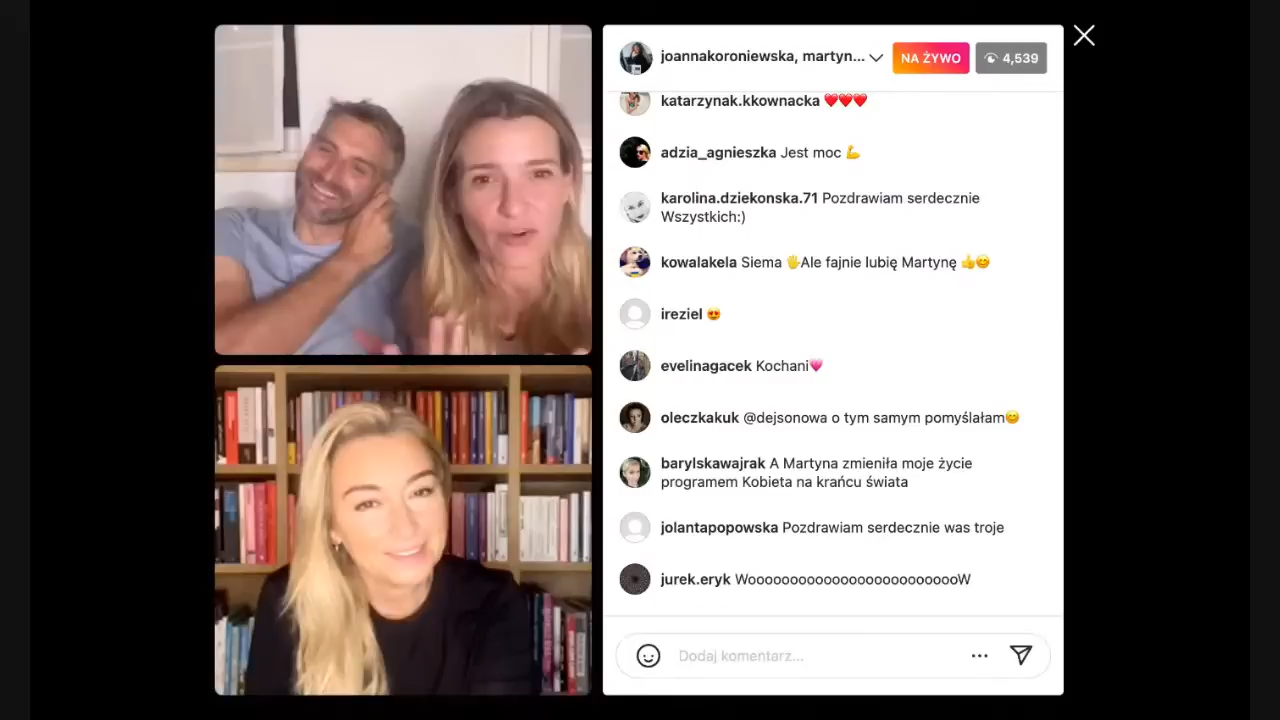 joannakoroniewska, martyn... NA ŻYWO 4,539
katarzynak.kkownacka ❤️❤️❤️
adzia_agnieszka Jest moc 💪
karolina.dziekonska.71 Pozdrawiam serdecznie
Wszystkich:)
kowalakela Siema 🖐Ale fajnie lubię Martynę 👍😊
ireziel 😍
evelinagacek Kochani💗
oleczkakuk @dejsonowa o tym samym pomyślałam😊
barylskawajrak A Martyna zmieniła moje życie
programem Kobieta na krańcu świata
jolantapopowska Pozdrawiam serdecznie was troje
jurek.eryk WoooooooooooooooooooooooooW
Dodaj komentarz...